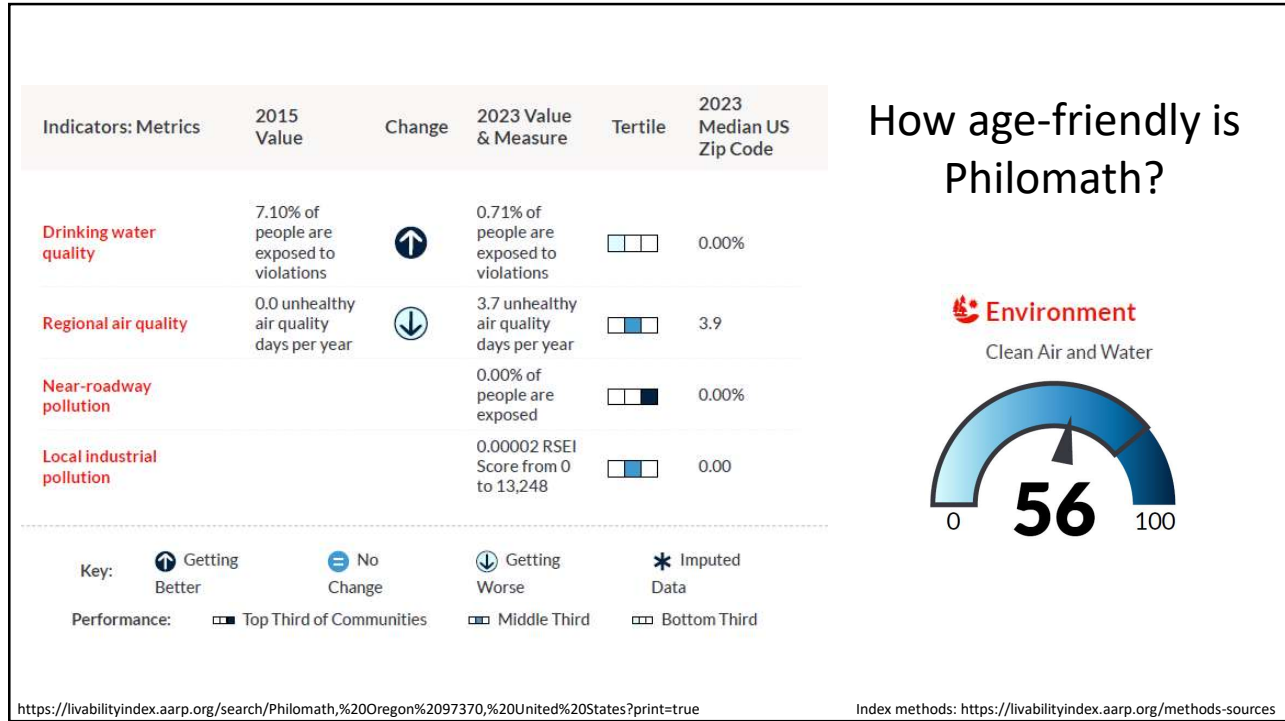 Indicators: Metrics
2015
Value
Change
2023 Value
& Measure
Tertile
2023
Median US
Zip Code
Drinking water
quality
7.10% of
people are
exposed to
violations
0.71% of
people are
exposed to
violations
0.00%
Regional air quality
0.0 unhealthy
air quality
days per year
3.7 unhealthy
air quality
days per year
3.9
Near-roadway
pollution
0.00% of
people are
exposed
0.00%
Local industrial
pollution
0.00002 RSEI
Score from 0
to 13,248
0.00
Key:
Getting
Better
No
Change
Getting
Worse
Imputed
Data
Performance:
Top Third of Communities
Middle Third
Bottom Third
How age-friendly is
Philomath?
Environment
Clean Air and Water
56
0
100
https://livabilityindex.aarp.org/search/Philomath,%20Oregon%2097370,%20United%20States?print=true
Index methods: https://livabilityindex.aarp.org/methods-sources